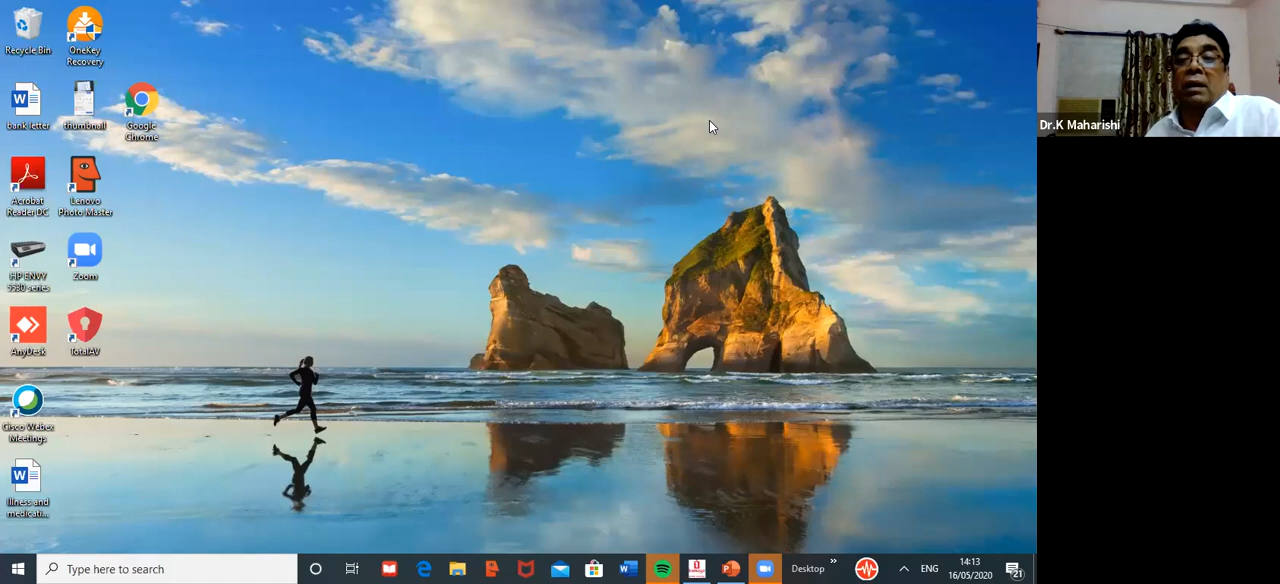 Recycle Bin
OneKey
Recovery
bank letter
thumbnail
Google
Chrome
Acrobat
Reader DC
Lenovo
Photo Master
HP ENVY
5530 series
Zoom
AnyDesk
TotalAV
Cisco Webex
Meetings
illness and
medicati...
Dr.K Maharishi
Type here to search
Desktop
ENG
14:13
16/05/2020
21